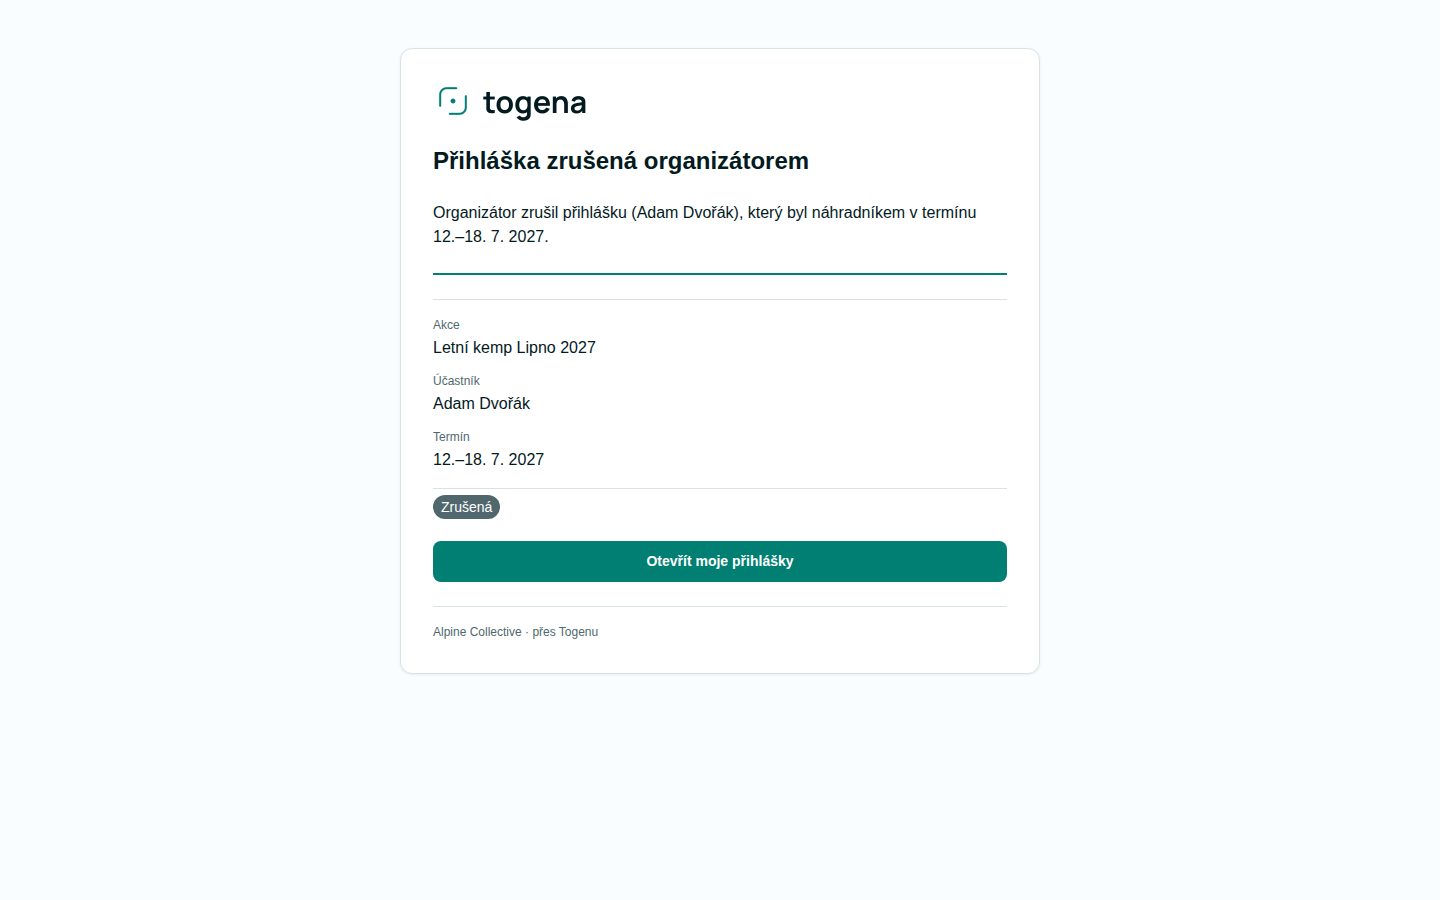 togena
Přihláška zrušená organizátorem
Organizátor zrušil přihlášku (Adam Dvořák), který byl náhradníkem v termínu
12.–18. 7. 2027.
Akce
Letní kemp Lipno 2027
Účastník
Adam Dvořák
Termín
12.–18. 7. 2027
Zrušená
Otevřít moje přihlášky
Alpine Collective · přes Togenu